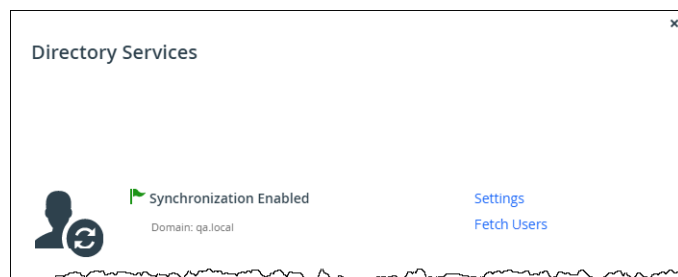 Directory Services
Synchronization Enabled
Settings
Domain: qa.local
Fetch Users